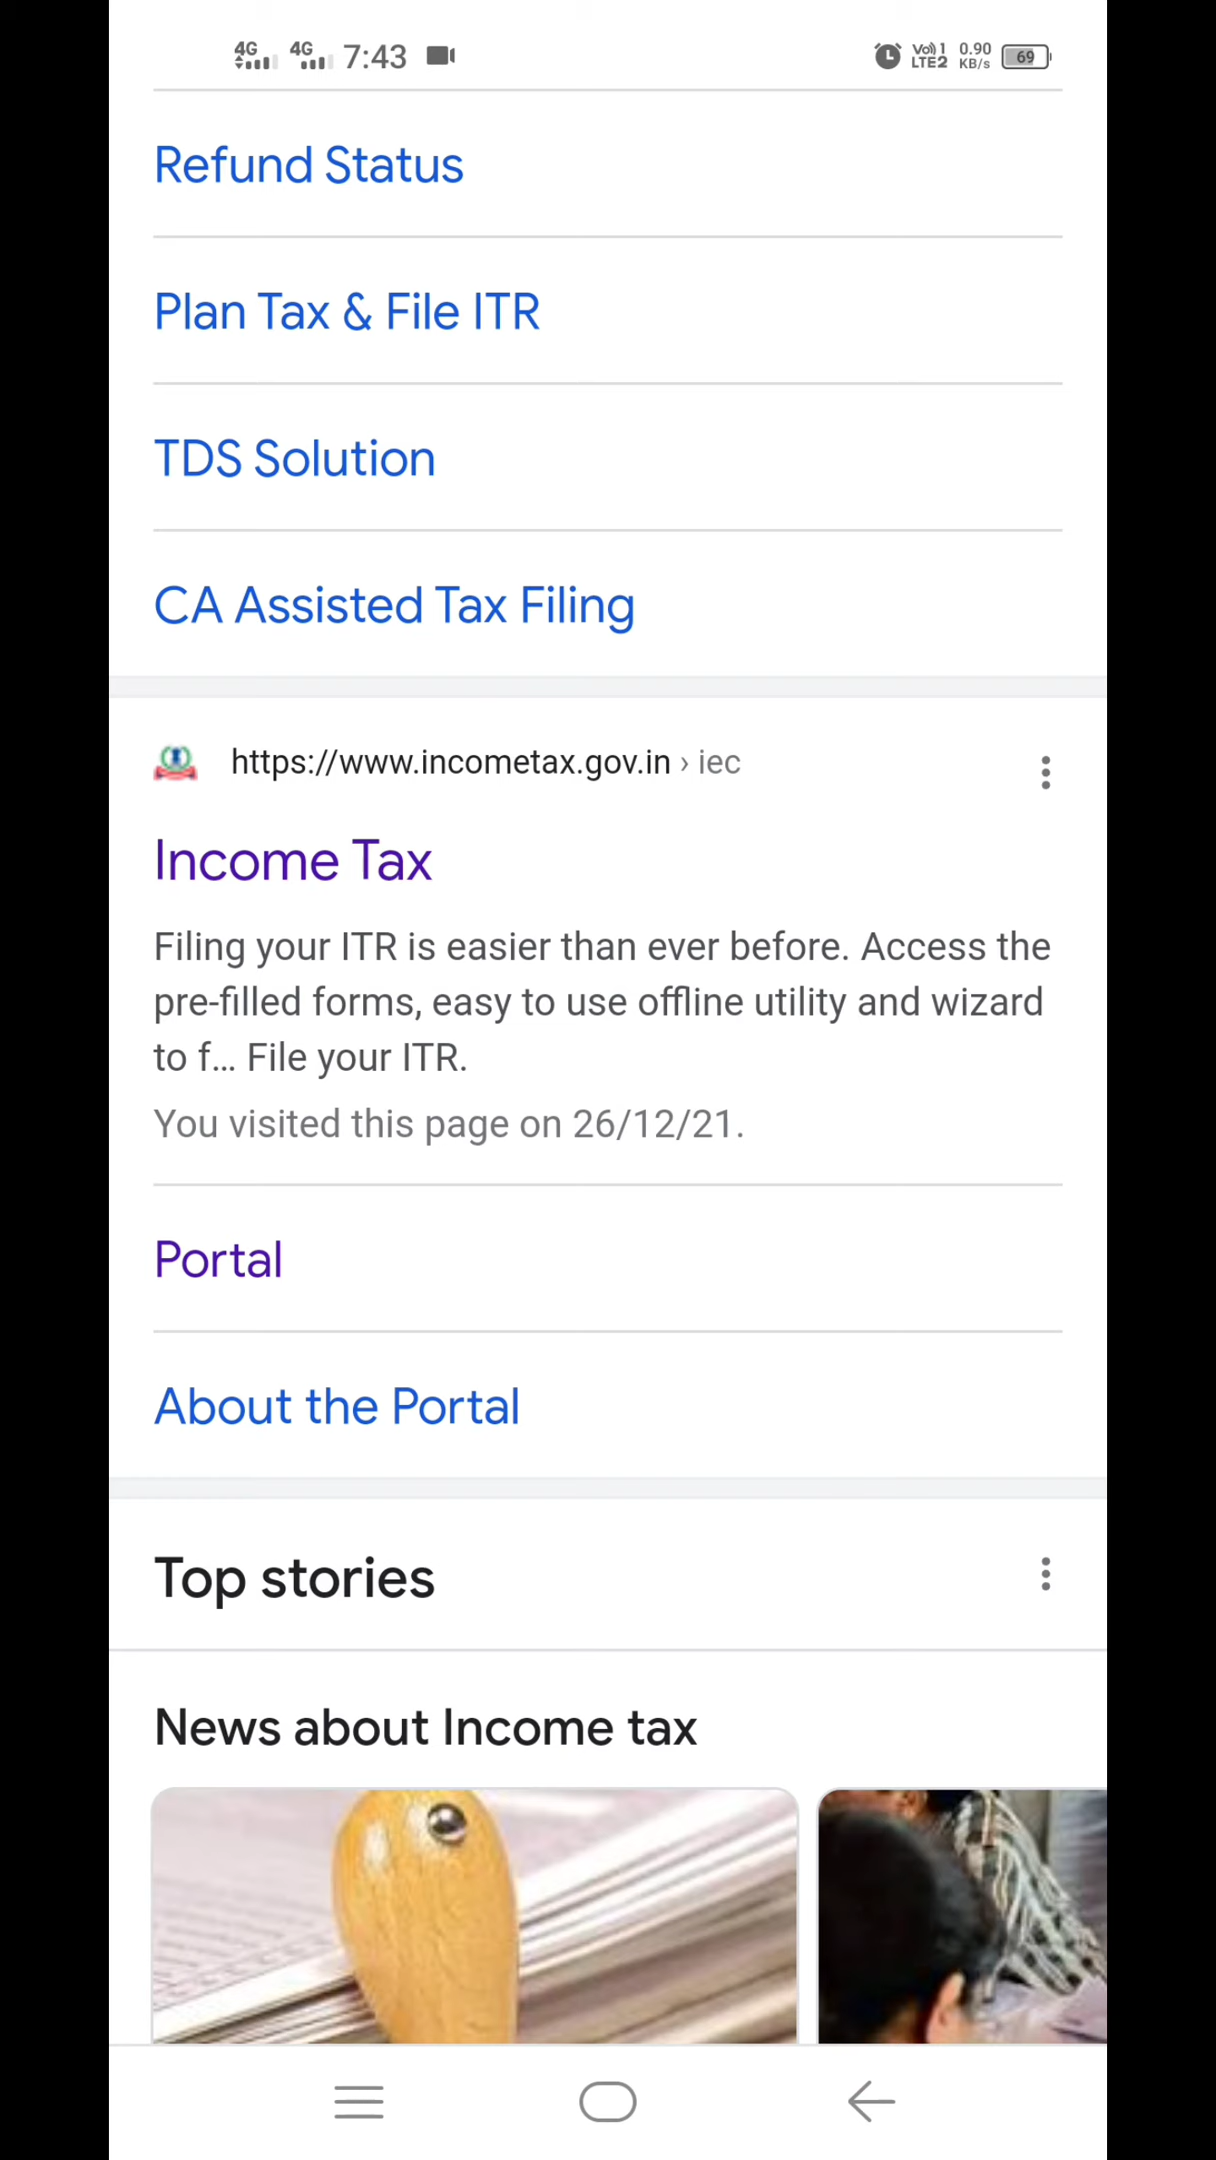 4G 4G 7:43 Vo)) 1 LTE2 0.90 KB/s 69
Refund Status
Plan Tax & File ITR
TDS Solution
CA Assisted Tax Filing
https://www.incometax.gov.in › iec
Income Tax
Filing your ITR is easier than ever before. Access the
pre-filled forms, easy to use offline utility and wizard
to f... File your ITR.
You visited this page on 26/12/21.
Portal
About the Portal
Top stories
News about Income tax